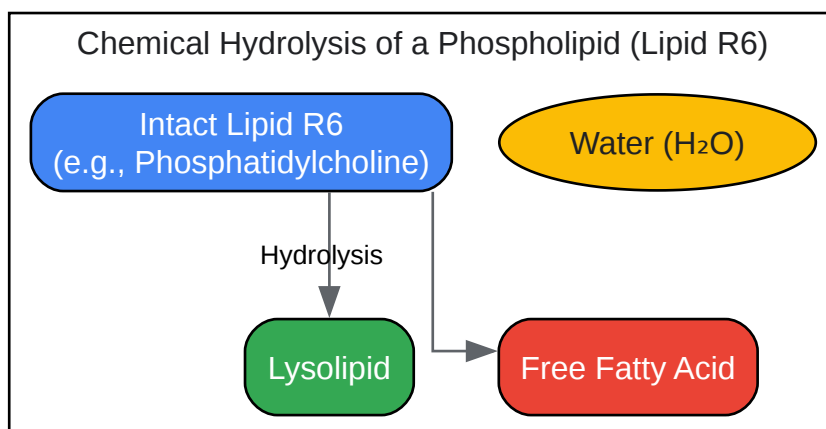 Chemical Hydrolysis of a Phospholipid (Lipid R6)
Intact Lipid R6
(e.g., Phosphatidylcholine)
Water (H₂O)
Hydrolysis
Lysolipid
Free Fatty Acid